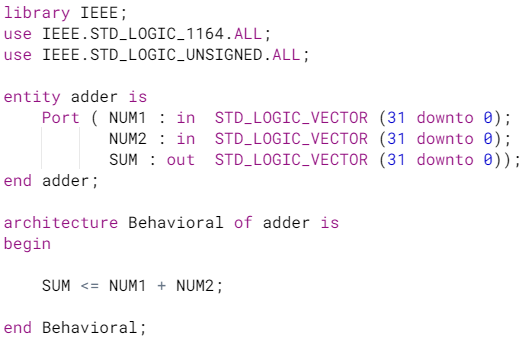 library IEEE;
use IEEE.STD_LOGIC_1164.ALL;
use IEEE.STD_LOGIC_UNSIGNED.ALL;

entity adder is
    Port ( NUM1 : in  STD_LOGIC_VECTOR (31 downto 0);
           NUM2 : in  STD_LOGIC_VECTOR (31 downto 0);
           SUM : out  STD_LOGIC_VECTOR (31 downto 0));
end adder;

architecture Behavioral of adder is
begin

    SUM <= NUM1 + NUM2;

end Behavioral;